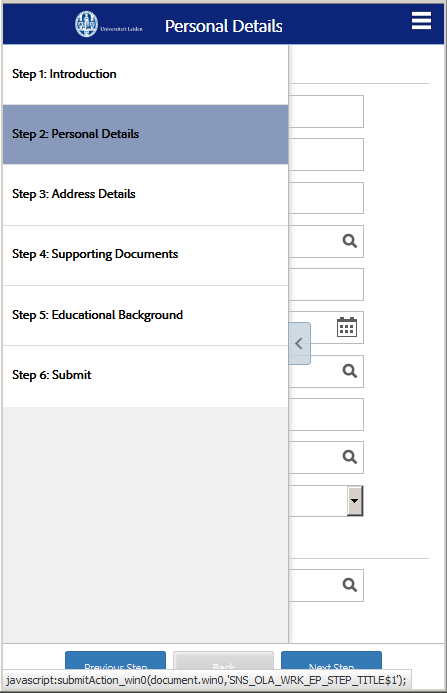 Universiteit Leiden
Personal Details
Step 1: Introduction
Step 2: Personal Details
Step 3: Address Details
Step 4: Supporting Documents
Step 5: Educational Background
Step 6: Submit
Previous Step
Back
Next Step
javascript:submitAction_win0(document.win0,'SNS_OLA_WRK_EP_STEP_TITLE$1');